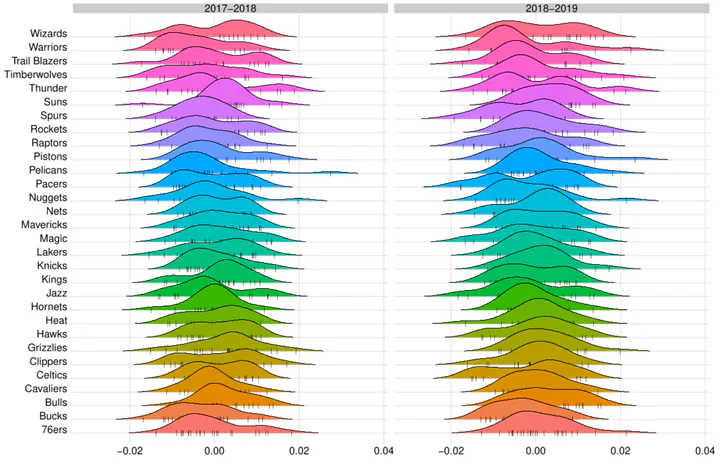 2017−2018
2018−2019
Wizards
Warriors
Trail Blazers
Timberwolves
Thunder
Suns
Spurs
Rockets
Raptors
Pistons
Pelicans
Pacers
Nuggets
Nets
Mavericks
Magic
Lakers
Knicks
Kings
Jazz
Hornets
Heat
Hawks
Grizzlies
Clippers
Celtics
Cavaliers
Bulls
Bucks
76ers
−0.02 0.00 0.02 0.04
−0.02 0.00 0.02 0.04